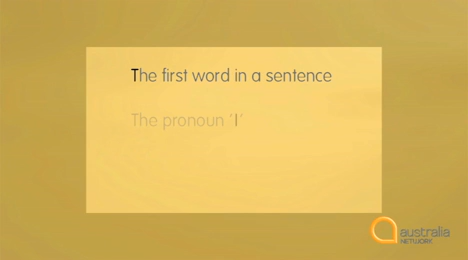 The first word in a sentence
The pronoun ‘I’
australia
NETWORK